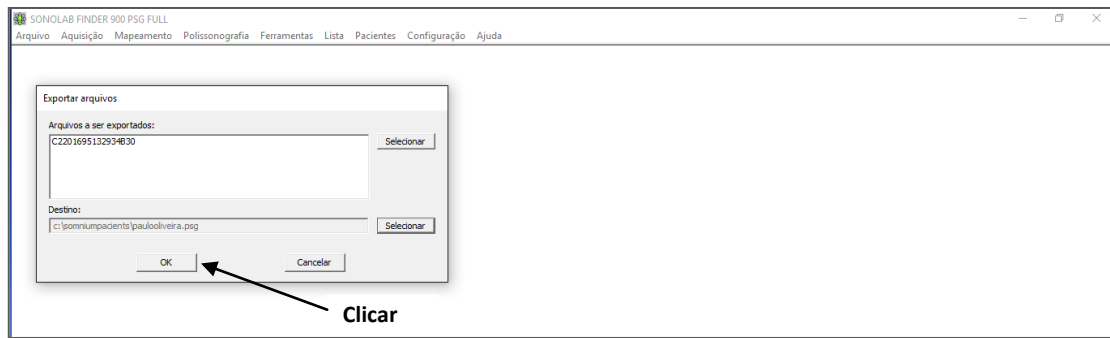 SONOLAB FINDER 900 PSG FULL
Arquivo Aquisição Mapeamento Polissonografia Ferramentas Lista Pacientes Configuração Ajuda
Exportar arquivos
Arquivos a ser exportados:
C2201695132934B30 Selecionar
Destino:
c:\somniumpacients\paulooliveira.psg Selecionar
OK Cancelar
Clicar